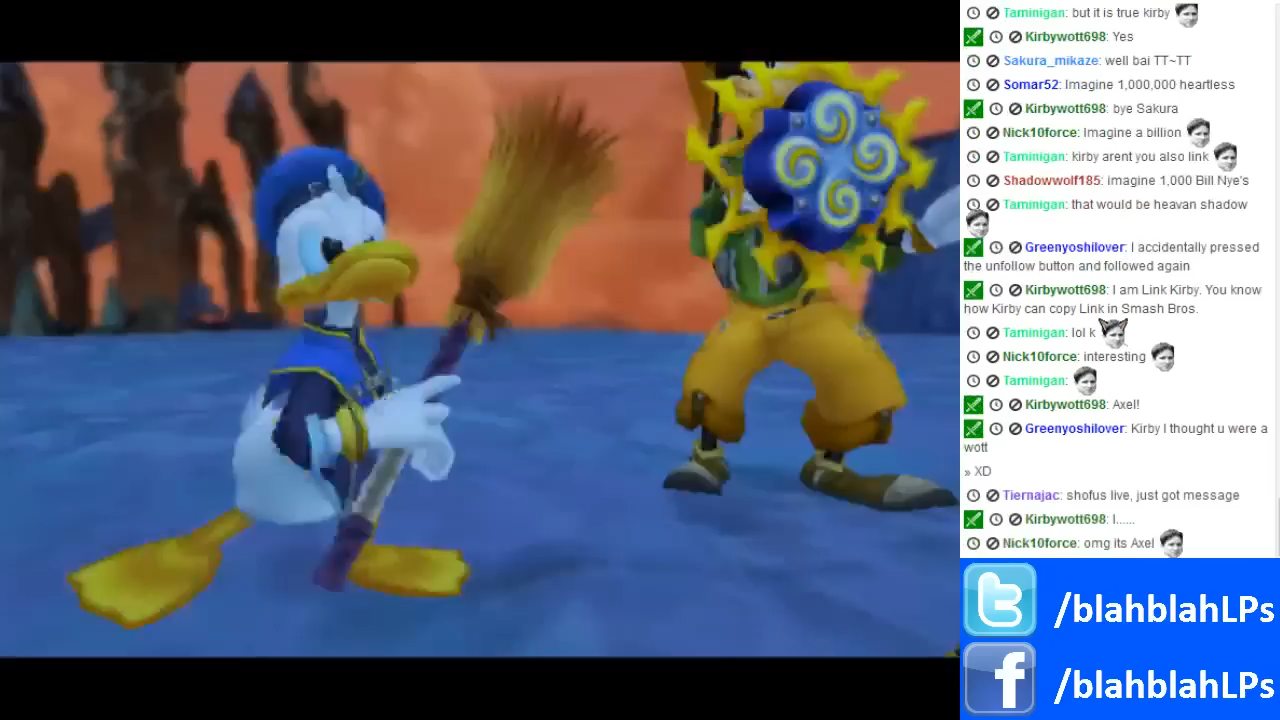 Taminigan: but it is true kirby
Kirbywott698: Yes
Sakura_mikaze: well bai TT~TT
Somar52: Imagine 1,000,000 heartless
Kirbywott698: bye Sakura
Nick10force: Imagine a billion
Taminigan: kirby arent you also link
Shadowwolf185: imagine 1,000 Bill Nye's
Taminigan: that would be heavan shadow
Greenyoshilover: I accidentally pressed
the unfollow button and followed again
Kirbywott698: I am Link Kirby. You know
how Kirby can copy Link in Smash Bros.
Taminigan: lol k
Nick10force: interesting
Taminigan:
Kirbywott698: Axel!
Greenyoshilover: Kirby I thought u were a
wott
» XD
Tiernajac: shofus live, just got message
Kirbywott698: I......
Nick10force: omg its Axel
/blahblahLPs
/blahblahLPs